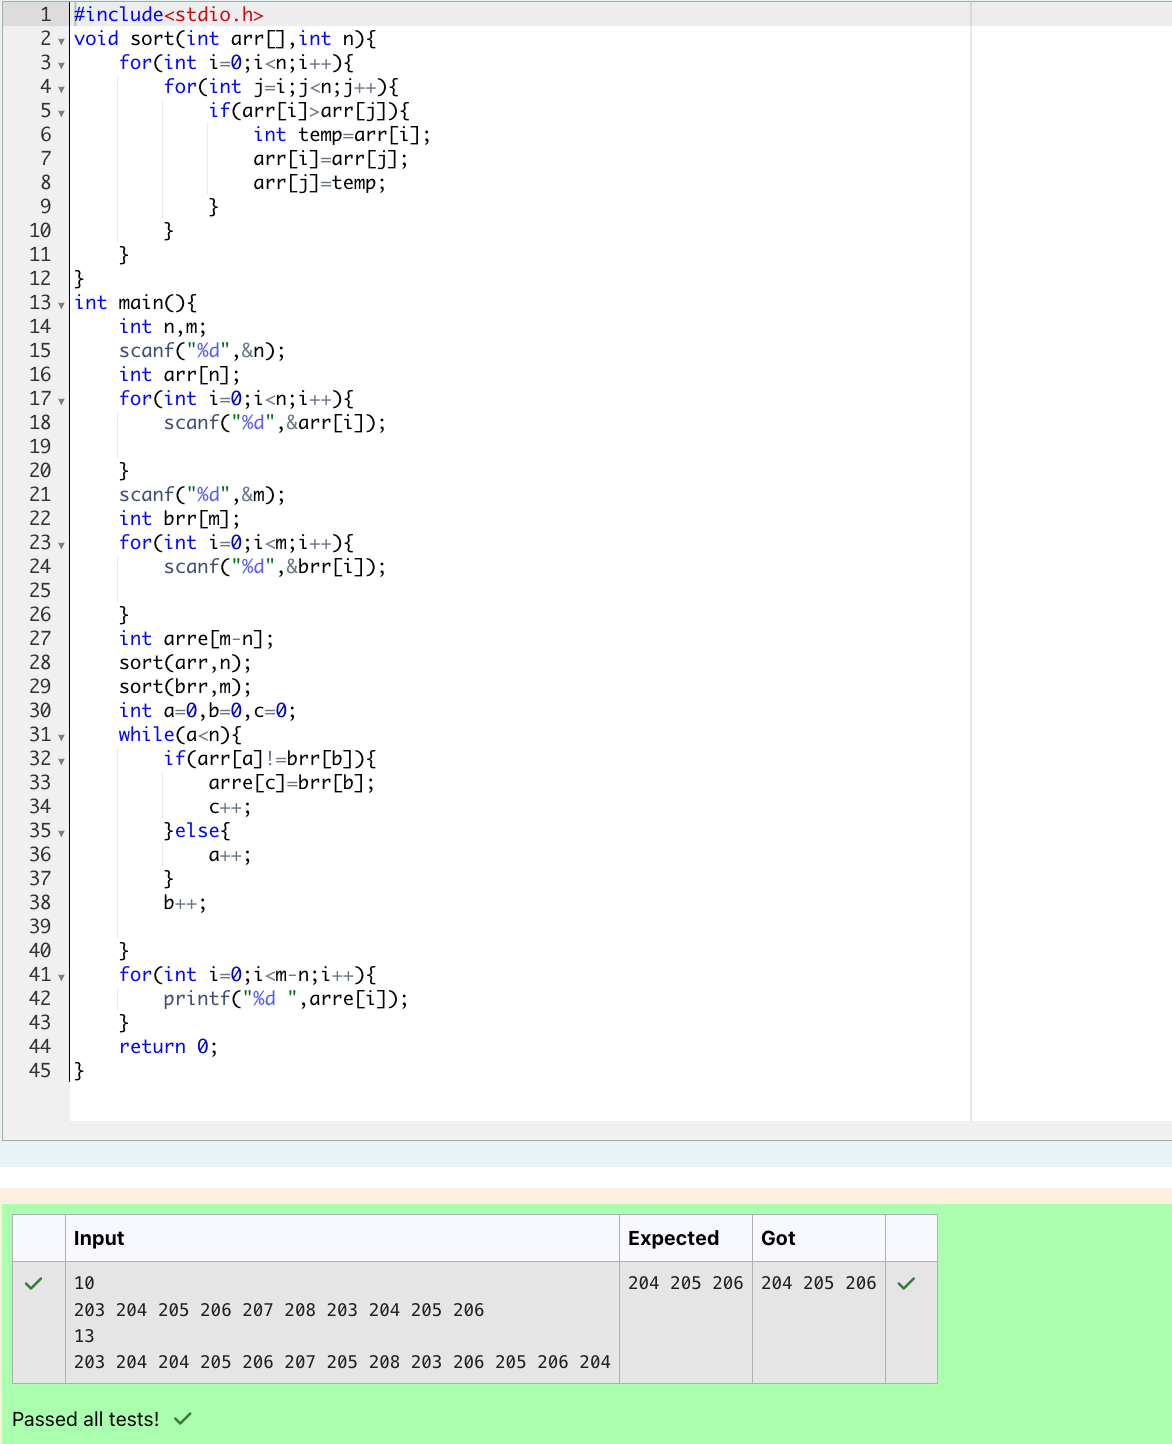 1 #include<stdio.h>
2 void sort(int arr[],int n){
3     for(int i=0;i<n;i++){
4         for(int j=i;j<n;j++){
5             if(arr[i]>arr[j]){
6                 int temp=arr[i];
7                 arr[i]=arr[j];
8                 arr[j]=temp;
9             }
10         }
11     }
12 }
13 int main(){
14     int n,m;
15     scanf("%d",&n);
16     int arr[n];
17     for(int i=0;i<n;i++){
18         scanf("%d",&arr[i]);
19
20     }
21     scanf("%d",&m);
22     int brr[m];
23     for(int i=0;i<m;i++){
24         scanf("%d",&brr[i]);
25
26     }
27     int arre[m-n];
28     sort(arr,n);
29     sort(brr,m);
30     int a=0,b=0,c=0;
31     while(a<n){
32         if(arr[a]!=brr[b]){
33             arre[c]=brr[b];
34             c++;
35         }else{
36             a++;
37         }
38         b++;
39
40     }
41     for(int i=0;i<m-n;i++){
42         printf("%d ",arre[i]);
43     }
44     return 0;
45 }
Input Expected Got
10 204 205 206 204 205 206
203 204 205 206 207 208 203 204 205 206
13
203 204 204 205 206 207 205 208 203 206 205 206 204
Passed all tests!